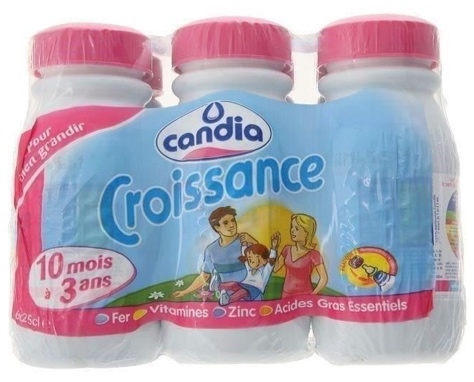 Pour
bien grandir
candia
Croissance
10 mois
à 3 ans
6x25cl e
Fer Vitamines Zinc Acides Gras Essentiels